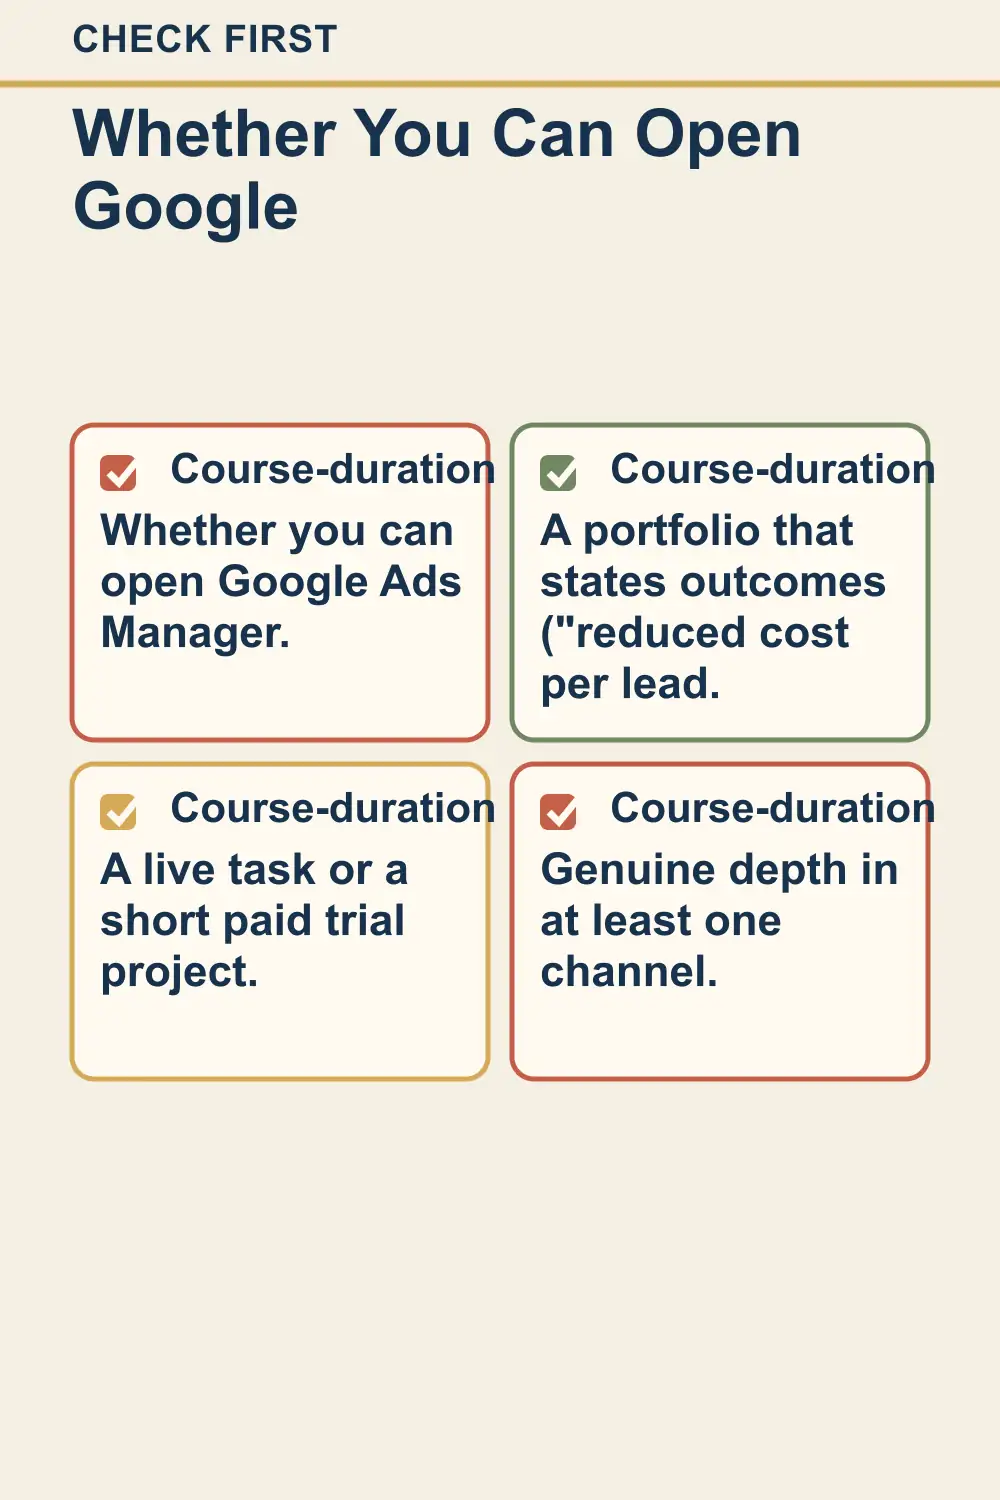 CHECK FIRST
Whether You Can Open
Google
Course-duration
Whether you can
open Google Ads
Manager.
Course-duration
A portfolio that
states outcomes
("reduced cost
per lead.
Course-duration
A live task or a
short paid trial
project.
Course-duration
Genuine depth in
at least one
channel.